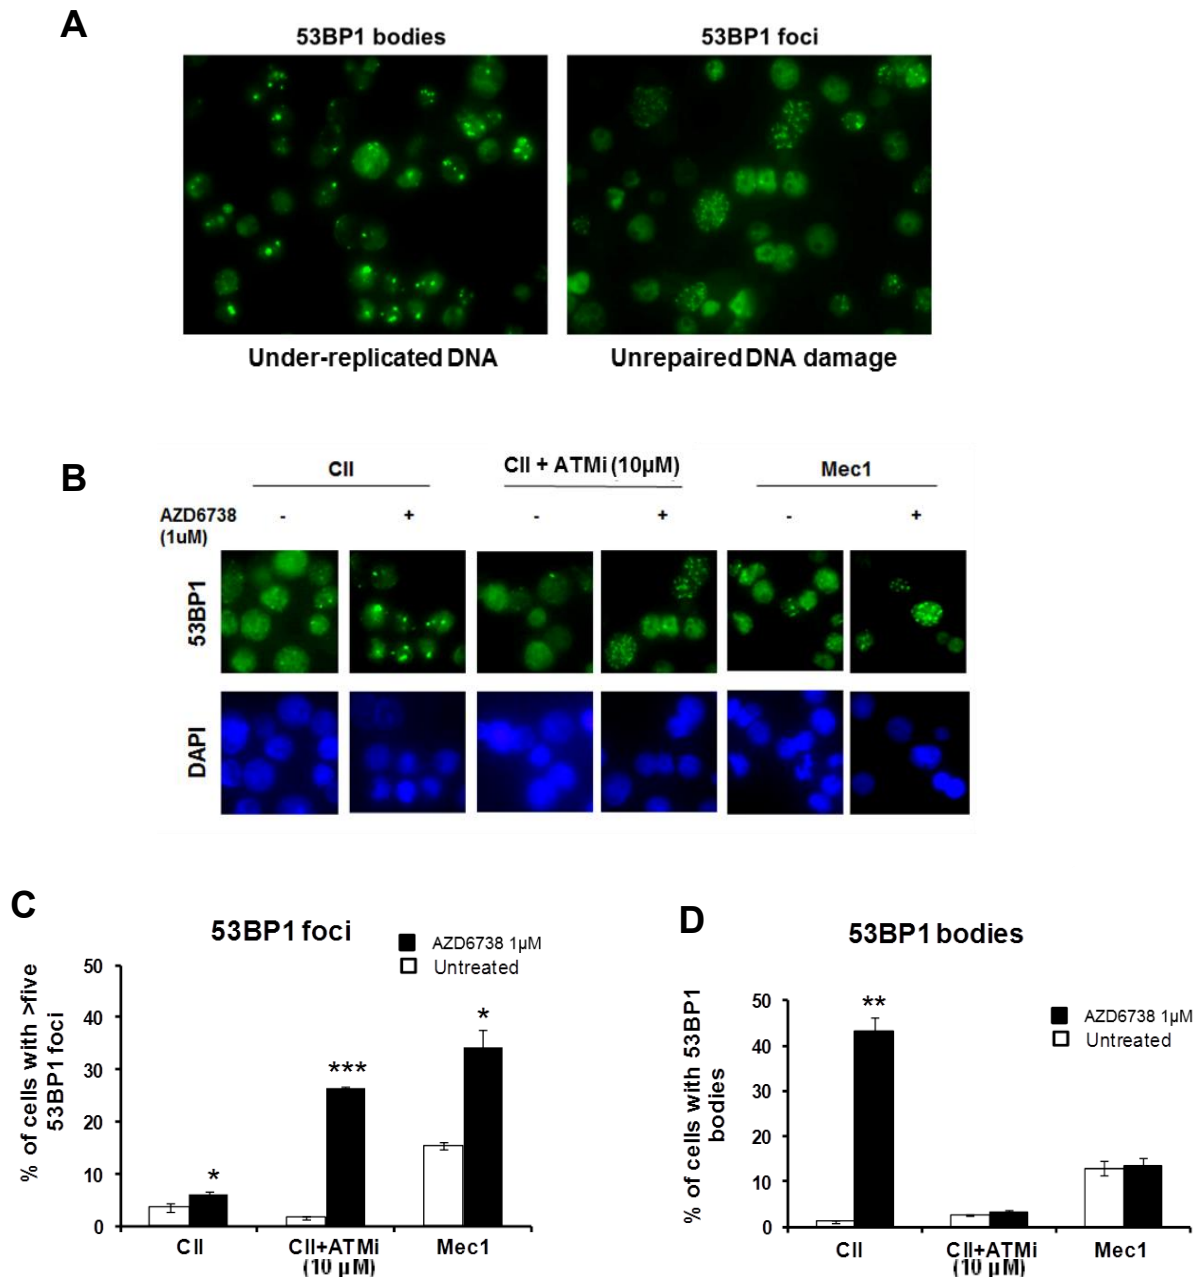 A
53BP1 bodies
53BP1 foci
Under-replicated DNA
Unrepaired DNA damage
B
CII
CII + ATMi (10µM)
Mec1
AZD6738
(1uM)
-
+
-
+
-
+
53BP1
DAPI
C
53BP1 foci
AZD6738 1µM
Untreated
% of cells with >five
53BP1 foci
50
40
30
20
10
0
*
***
*
CII
CII+ATMi
(10 µM)
Mec1
D
53BP1 bodies
AZD6738 1µM
Untreated
% of cells with 53BP1
bodies
50
40
30
20
10
0
**
CII
CII+ATMi
(10 µM)
Mec1